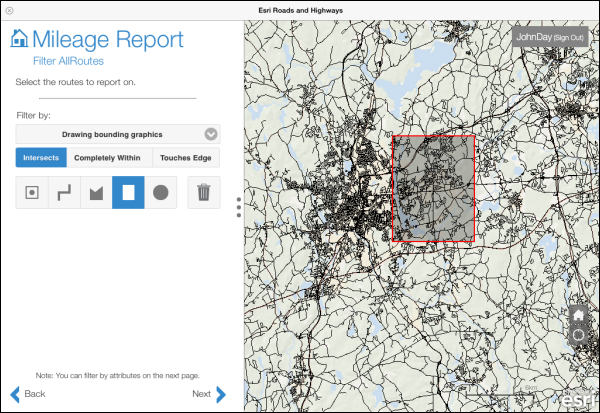 Esri Roads and Highways
Mileage Report
Filter AllRoutes
Select the routes to report on.
Filter by:
Drawing bounding graphics
Intersects Completely Within Touches Edge
Note: You can filter by attributes on the next page.
Back Next
JohnDay (Sign Out)
6km
esri